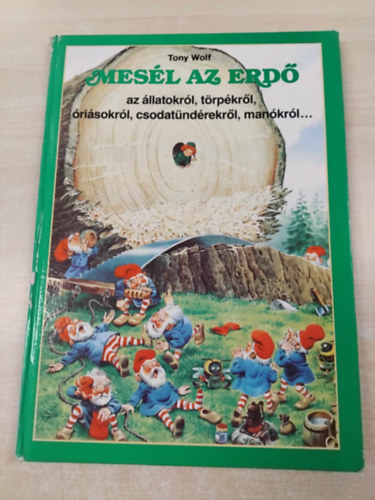 Tony Wolf
MESÉL AZ ERDŐ
az állatokról, törpékről,
óriásokról, csodatündérekről, manókról...